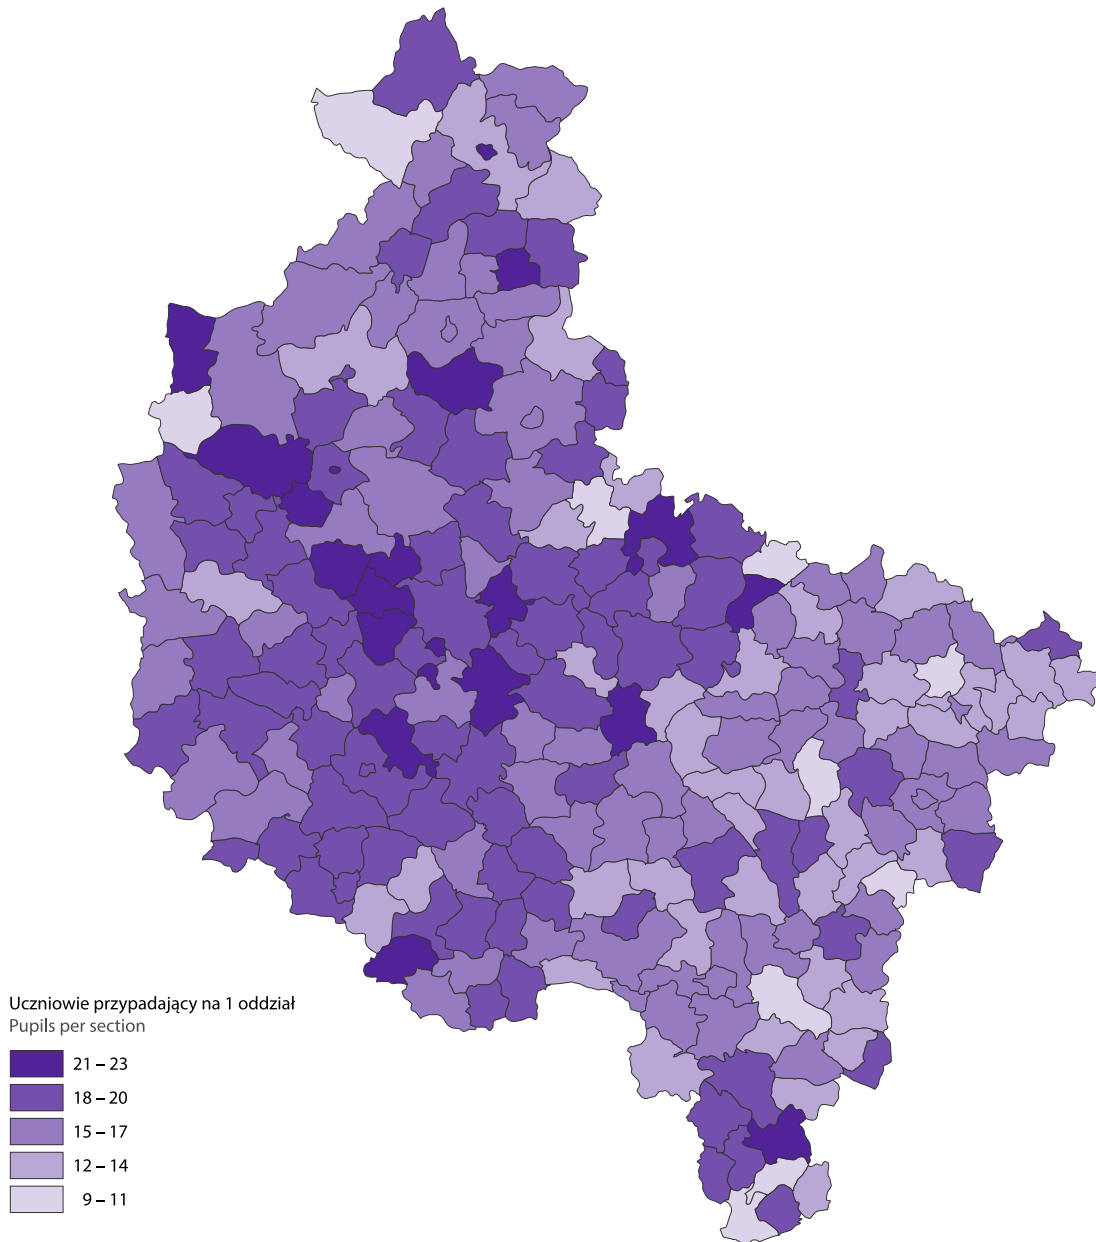 Uczniowie przypadający na 1 oddział
Pupils per section
21 – 23
18 – 20
15 – 17
12 – 14
9 – 11